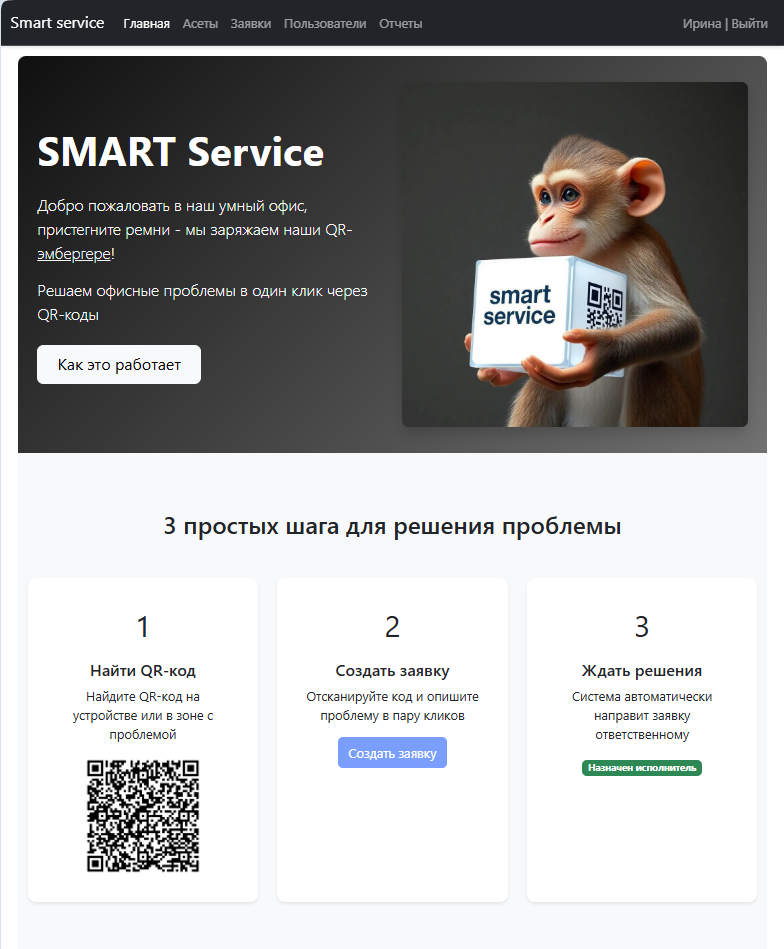 Smart service Главная Асеты Заявки Пользователи Отчеты Ирина | Выйти
SMART Service
Добро пожаловать в наш умный офис,
пристегните ремни - мы заряжаем наши QR-
эмбергере!
Решаем офисные проблемы в один клик через
QR-коды
Как это работает
smart
service
3 простых шага для решения проблемы
1
Найти QR-код
Найдите QR-код на
устройстве или в зоне с
проблемой
2
Создать заявку
Отсканируйте код и опишите
проблему в пару кликов
Создать заявку
3
Ждать решения
Система автоматически
направит заявку
ответственному
Назначен исполнитель